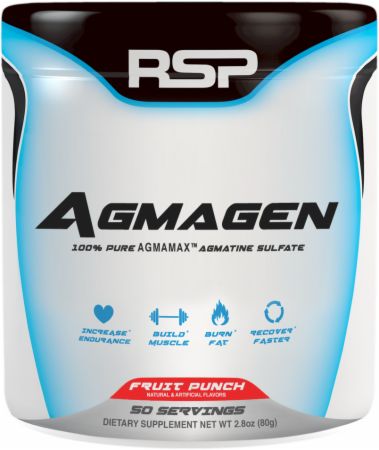 RSP
AGMAGEN
100% PURE AGMAMAX™ AGMATINE SULFATE
INCREASE* BUILD* BURN* RECOVER*
ENDURANCE MUSCLE FAT FASTER
FRUIT PUNCH
NATURAL & ARTIFICIAL FLAVORS
50 SERVINGS
DIETARY SUPPLEMENT NET WT 2.8oz (80g)